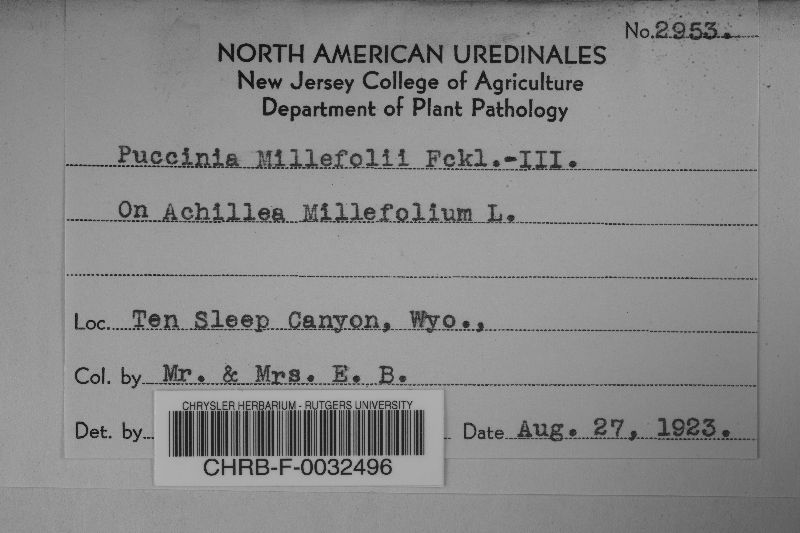 No. 2953.
NORTH AMERICAN UREDINALES
New Jersey College of Agriculture
Department of Plant Pathology
Puccinia Millefolii Fckl.-III.
On Achillea Millefolium L.
Loc. Ten Sleep Canyon, Wyo.,
Col. by Mr. & Mrs. E. B.
Det. by Date Aug. 27, 1923.
CHRYSLER HERBARIUM - RUTGERS UNIVERSITY
CHRB-F-0032496